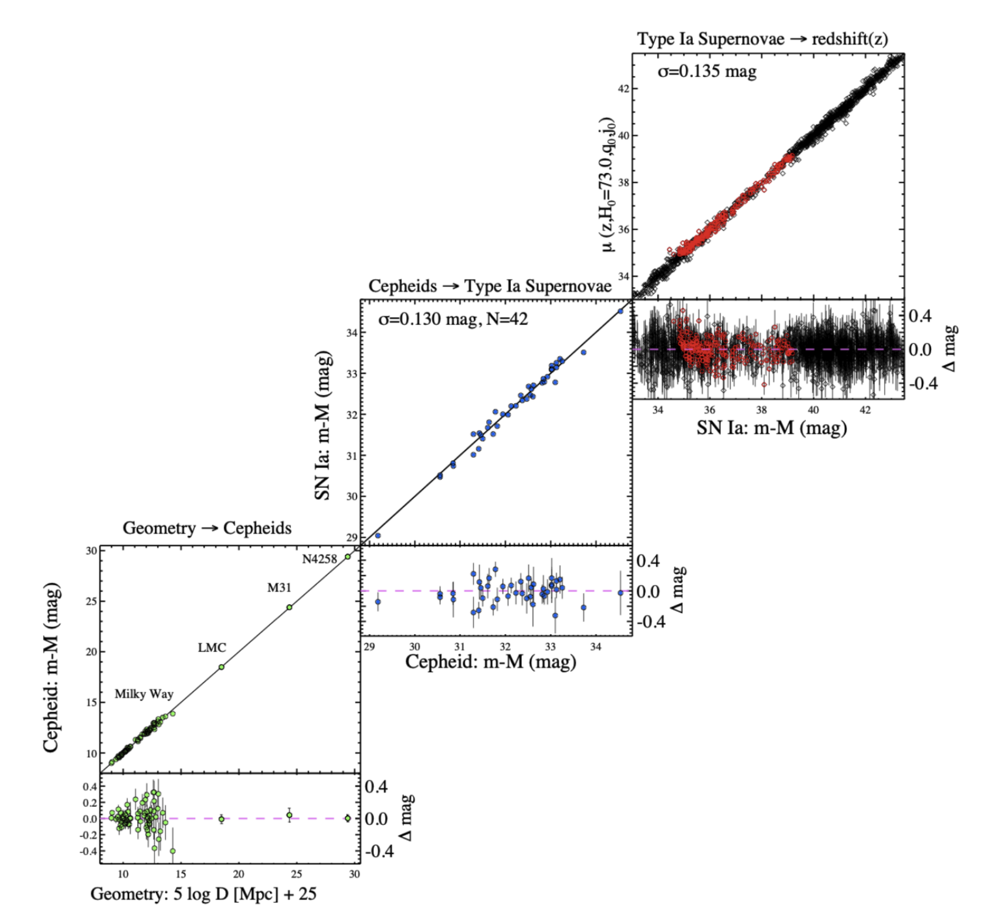 Type Ia Supernovae → redshift(z)
σ=0.135 mag
μ (z,H₀=73.0,q₀,j₀)
42
40
38
36
34
0.4
0.0
-0.4
Δ mag
34 36 38 40 42
SN Ia: m-M (mag)
Cepheids → Type Ia Supernovae
σ=0.130 mag, N=42
SN Ia: m-M (mag)
34
33
32
31
30
29
0.4
0.0
-0.4
Δ mag
29 30 31 32 33 34
Cepheid: m-M (mag)
Geometry → Cepheids
Cepheid: m-M (mag)
30
25
20
15
10
N4258
M31
LMC
Milky Way
0.4
0.2
0.0
-0.2
-0.4
0.4
0.0
-0.4
Δ mag
10 15 20 25 30
Geometry: 5 log D [Mpc] + 25